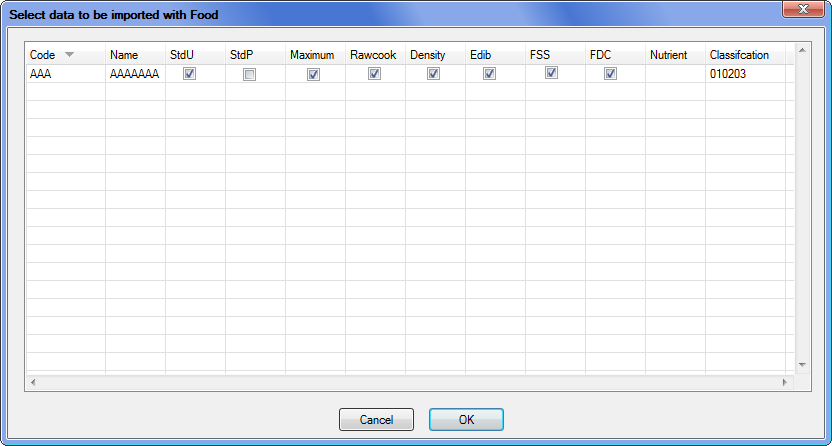 Select data to be imported with Food
Code Name StdU StdP Maximum Rawcook Density Edib FSS FDC Nutrient Classifcation
AAA AAAAAAA 010203
Cancel OK